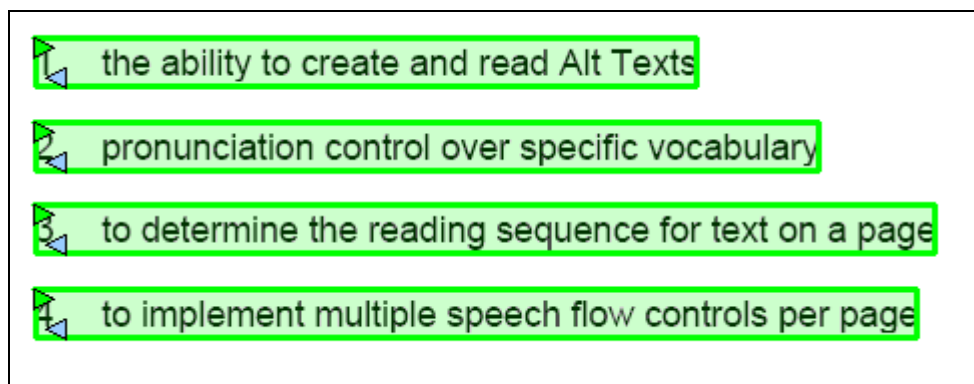 1 the ability to create and read Alt Texts
2 pronunciation control over specific vocabulary
3 to determine the reading sequence for text on a page
4 to implement multiple speech flow controls per page